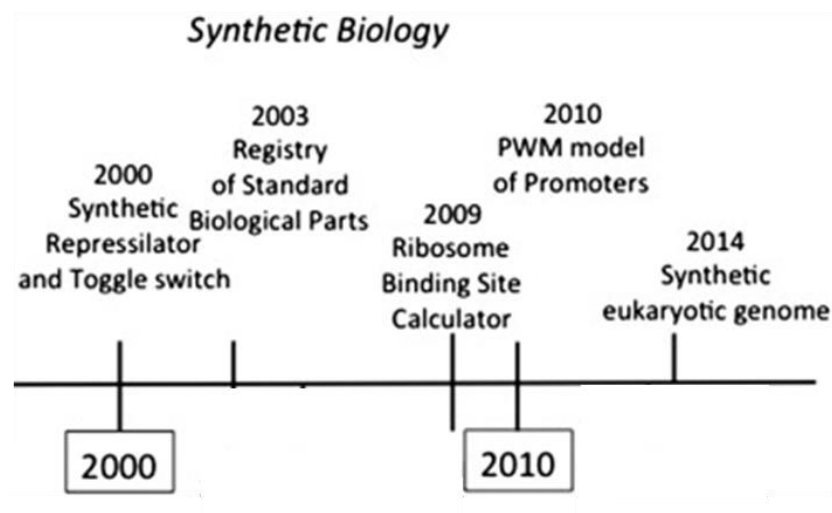 Synthetic Biology
2000
Synthetic
Repressilator
and Toggle switch
2003
Registry
of Standard
Biological Parts
2009
Ribosome
Binding Site
Calculator
2010
PWM model
of Promoters
2014
Synthetic
eukaryotic genome
2000
2010